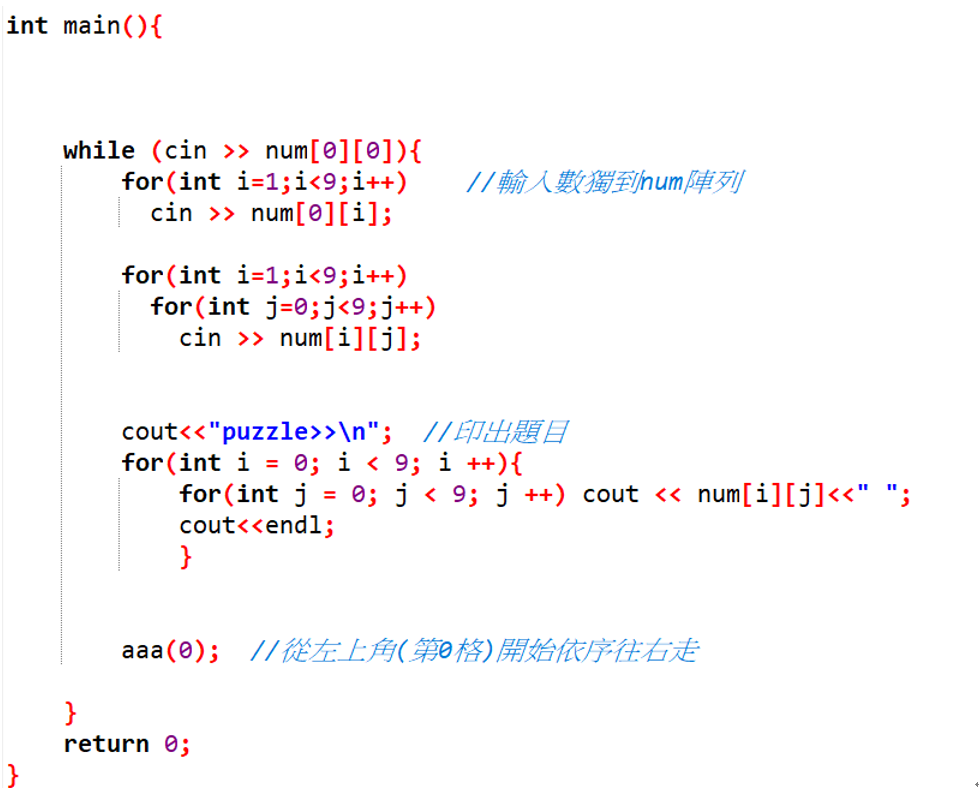 int main(){
while (cin >> num[0][0]){
for(int i=1;i<9;i++) //輸入數獨到num陣列
cin >> num[0][i];
for(int i=1;i<9;i++)
for(int j=0;j<9;j++)
cin >> num[i][j];
cout<<"puzzle>>\n"; //印出題目
for(int i = 0; i < 9; i ++){
for(int j = 0; j < 9; j ++) cout << num[i][j]<<" ";
cout<<endl;
}
aaa(0); //從左上角(第0格)開始依序往右走
}
return 0;
}